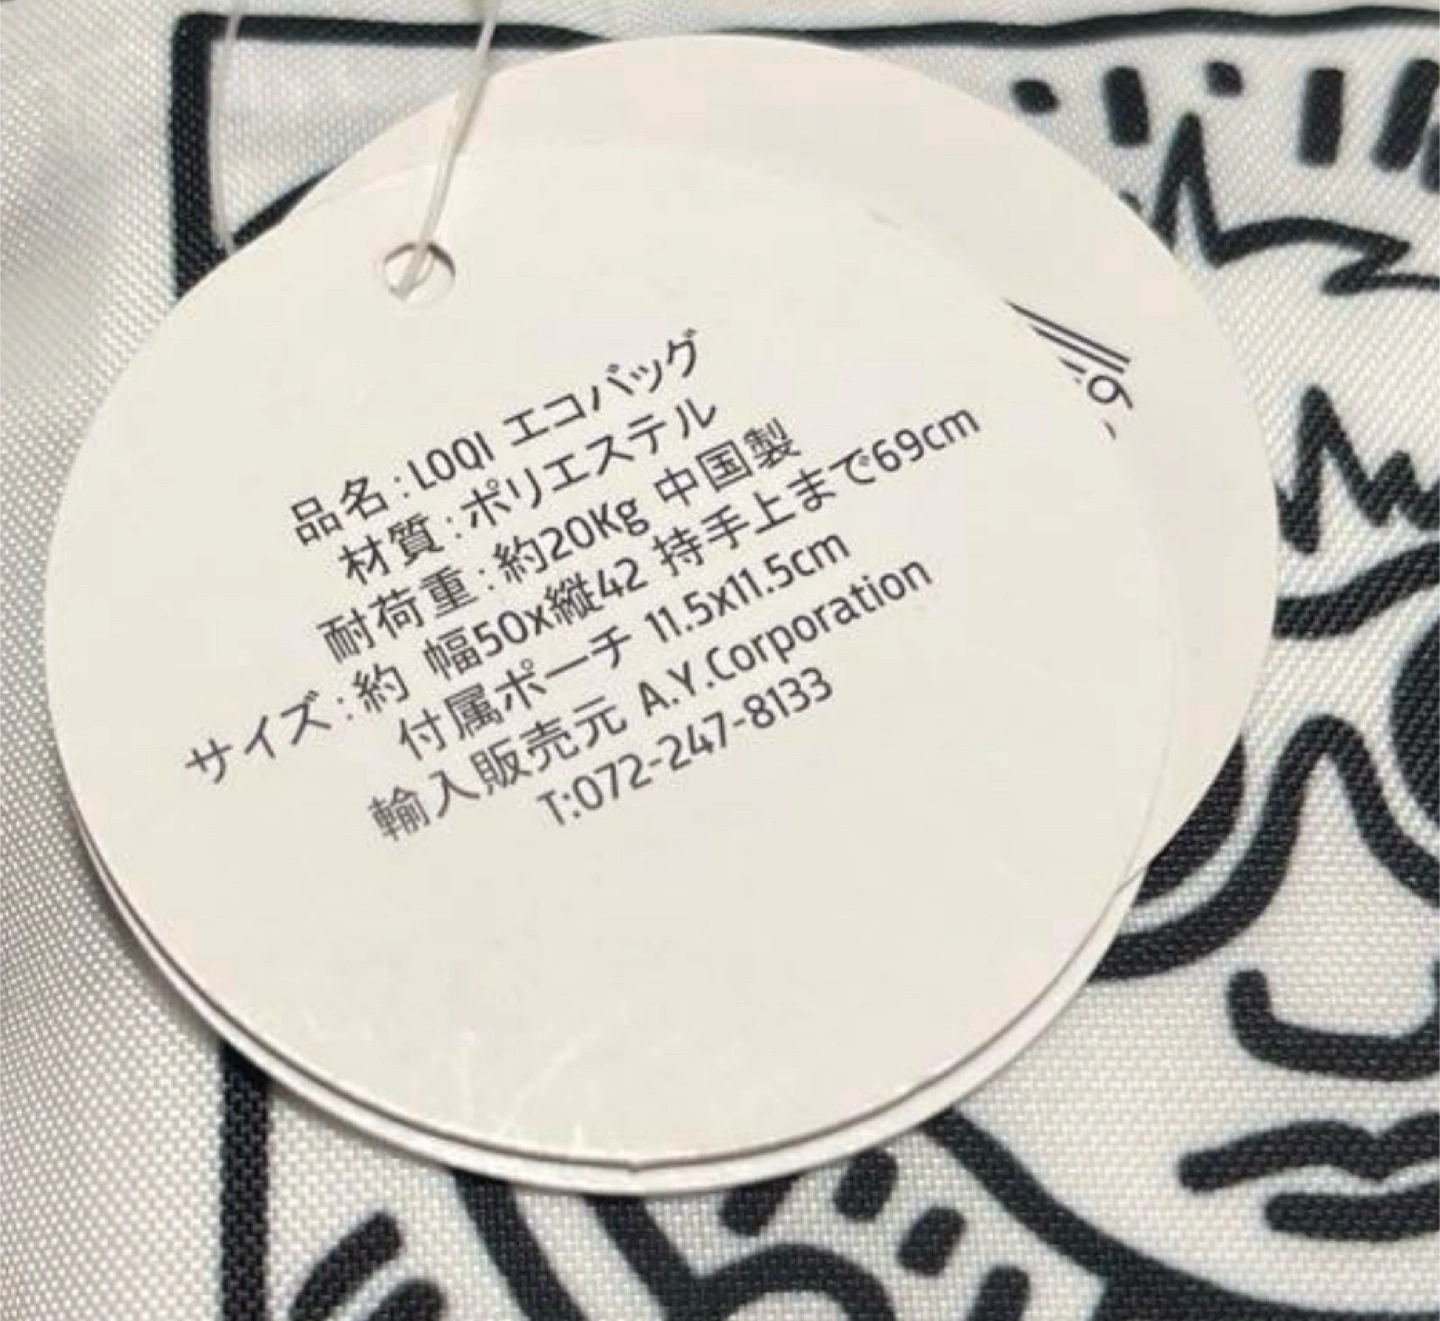 品名:LOQI エコバッグ
材質:ポリエステル
耐荷重:約20Kg 中国製
サイズ:約 幅50x縦42 持手上まで69cm
付属ポーチ 11.5x11.5cm
輸入販売元 A.Y.Corporation
T:072-247-8133